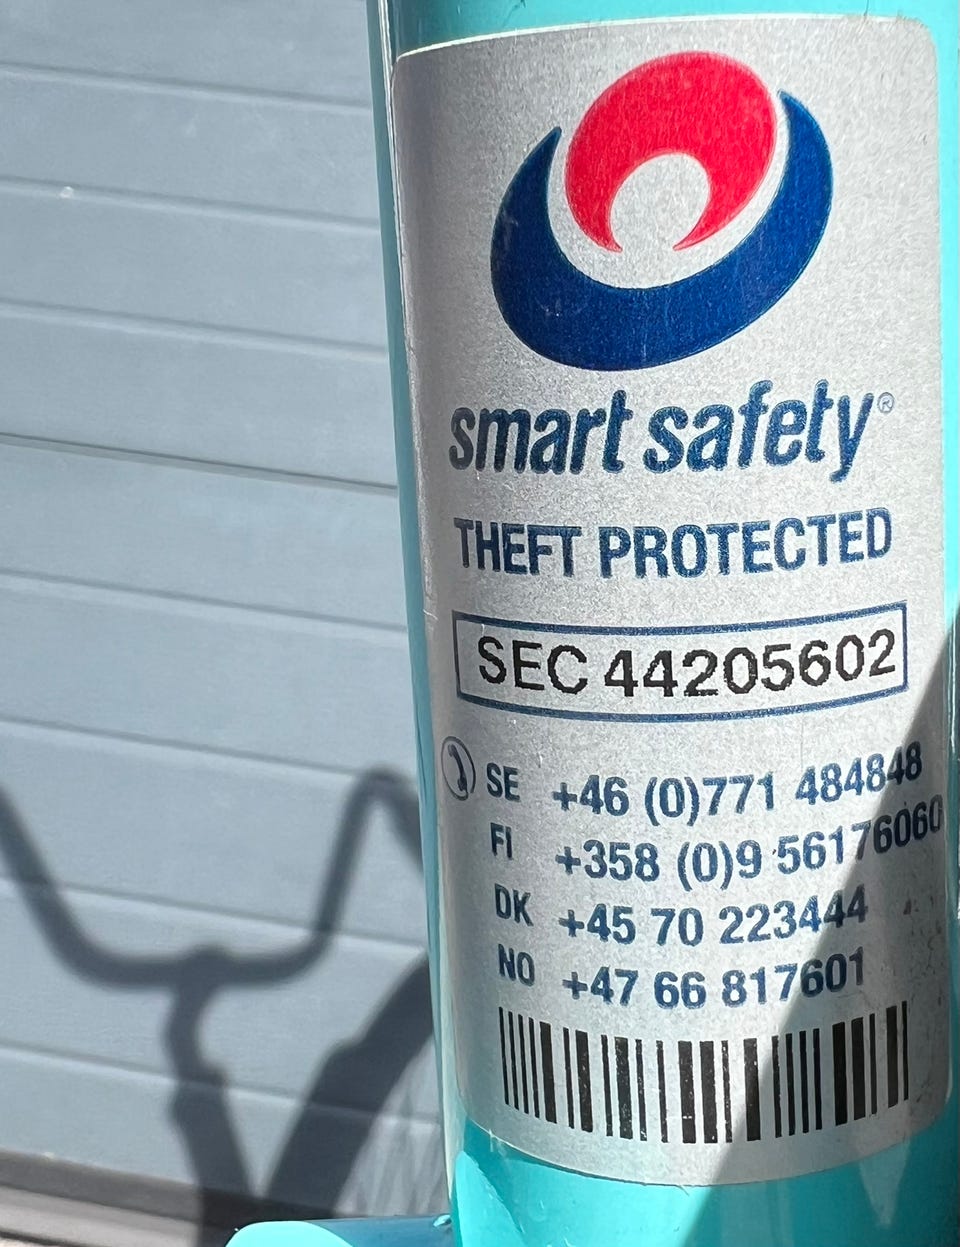 smart safety®
THEFT PROTECTED
SEC 44205602
SE +46 (0)771 484848
FI +358 (0)9 56176060
DK +45 70 223444
NO +47 66 817601